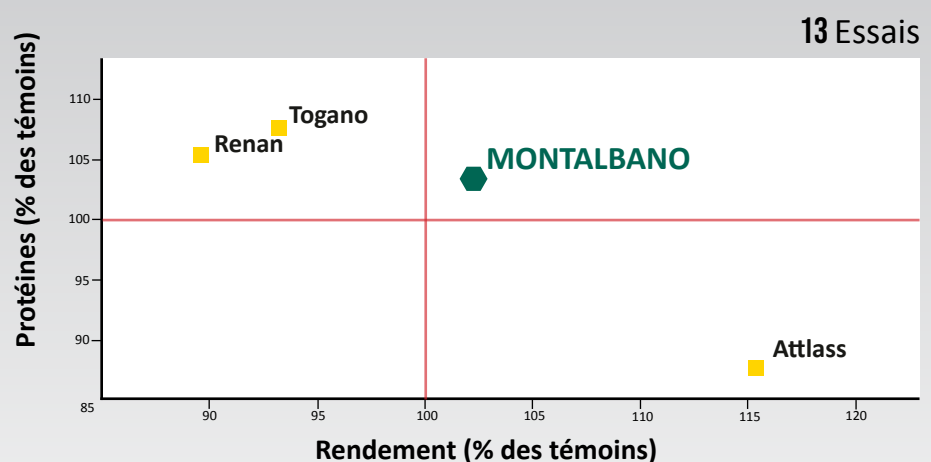 13 Essais
Protéines (% des témoins)
110
105
100
95
90
85
Togano
Renan
MONTALBANO
Attlass
90 95 100 105 110 115 120
Rendement (% des témoins)